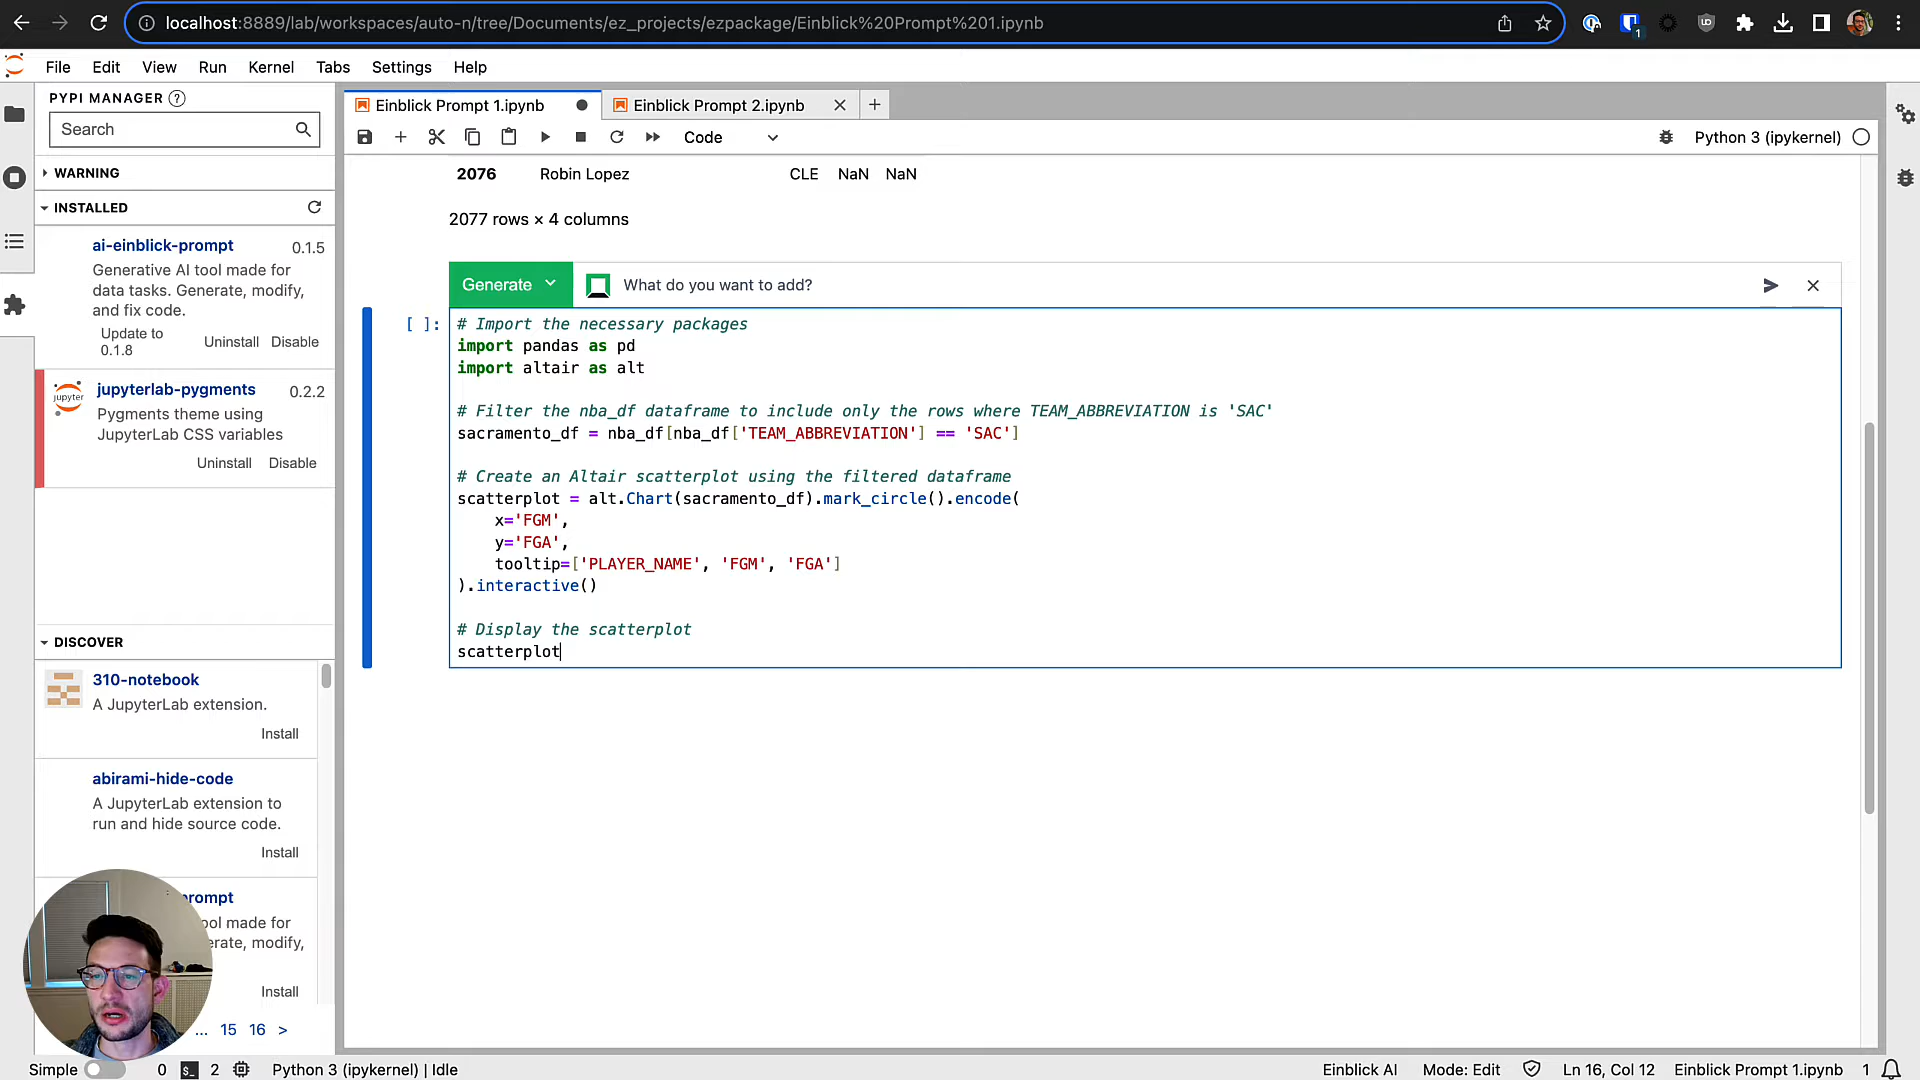 localhost:8889/lab/workspaces/auto-n/tree/Documents/ez_projects/ezpackage/Einblick%20Prompt%201.ipynb
File Edit View Run Kernel Tabs Settings Help
PYPI MANAGER ?
Search
WARNING
INSTALLED
ai-einblick-prompt 0.1.5
Generative AI tool made for
data tasks. Generate, modify,
and fix code.
Update to
0.1.8
Uninstall Disable
jupyter
jupyterlab-pygments 0.2.2
Pygments theme using
JupyterLab CSS variables
Uninstall Disable
DISCOVER
310-notebook
A JupyterLab extension.
Install
abirami-hide-code
A JupyterLab extension to
run and hide source code.
Install
prompt
ool made for
erate, modify,
Install
... 15 16 >
Einblick Prompt 1.ipynb
Einblick Prompt 2.ipynb
Code
Python 3 (ipykernel)
2076 Robin Lopez CLE NaN NaN
2077 rows × 4 columns
Generate
What do you want to add?
[ ]:
# Import the necessary packages
import pandas as pd
import altair as alt
# Filter the nba_df dataframe to include only the rows where TEAM_ABBREVIATION is 'SAC'
sacramento_df = nba_df[nba_df['TEAM_ABBREVIATION'] == 'SAC']
# Create an Altair scatterplot using the filtered dataframe
scatterplot = alt.Chart(sacramento_df).mark_circle().encode(
x='FGM',
y='FGA',
tooltip=['PLAYER_NAME', 'FGM', 'FGA']
).interactive()
# Display the scatterplot
scatterplot
Simple 0 2 Python 3 (ipykernel) | Idle
Einblick AI Mode: Edit Ln 16, Col 12 Einblick Prompt 1.ipynb 1